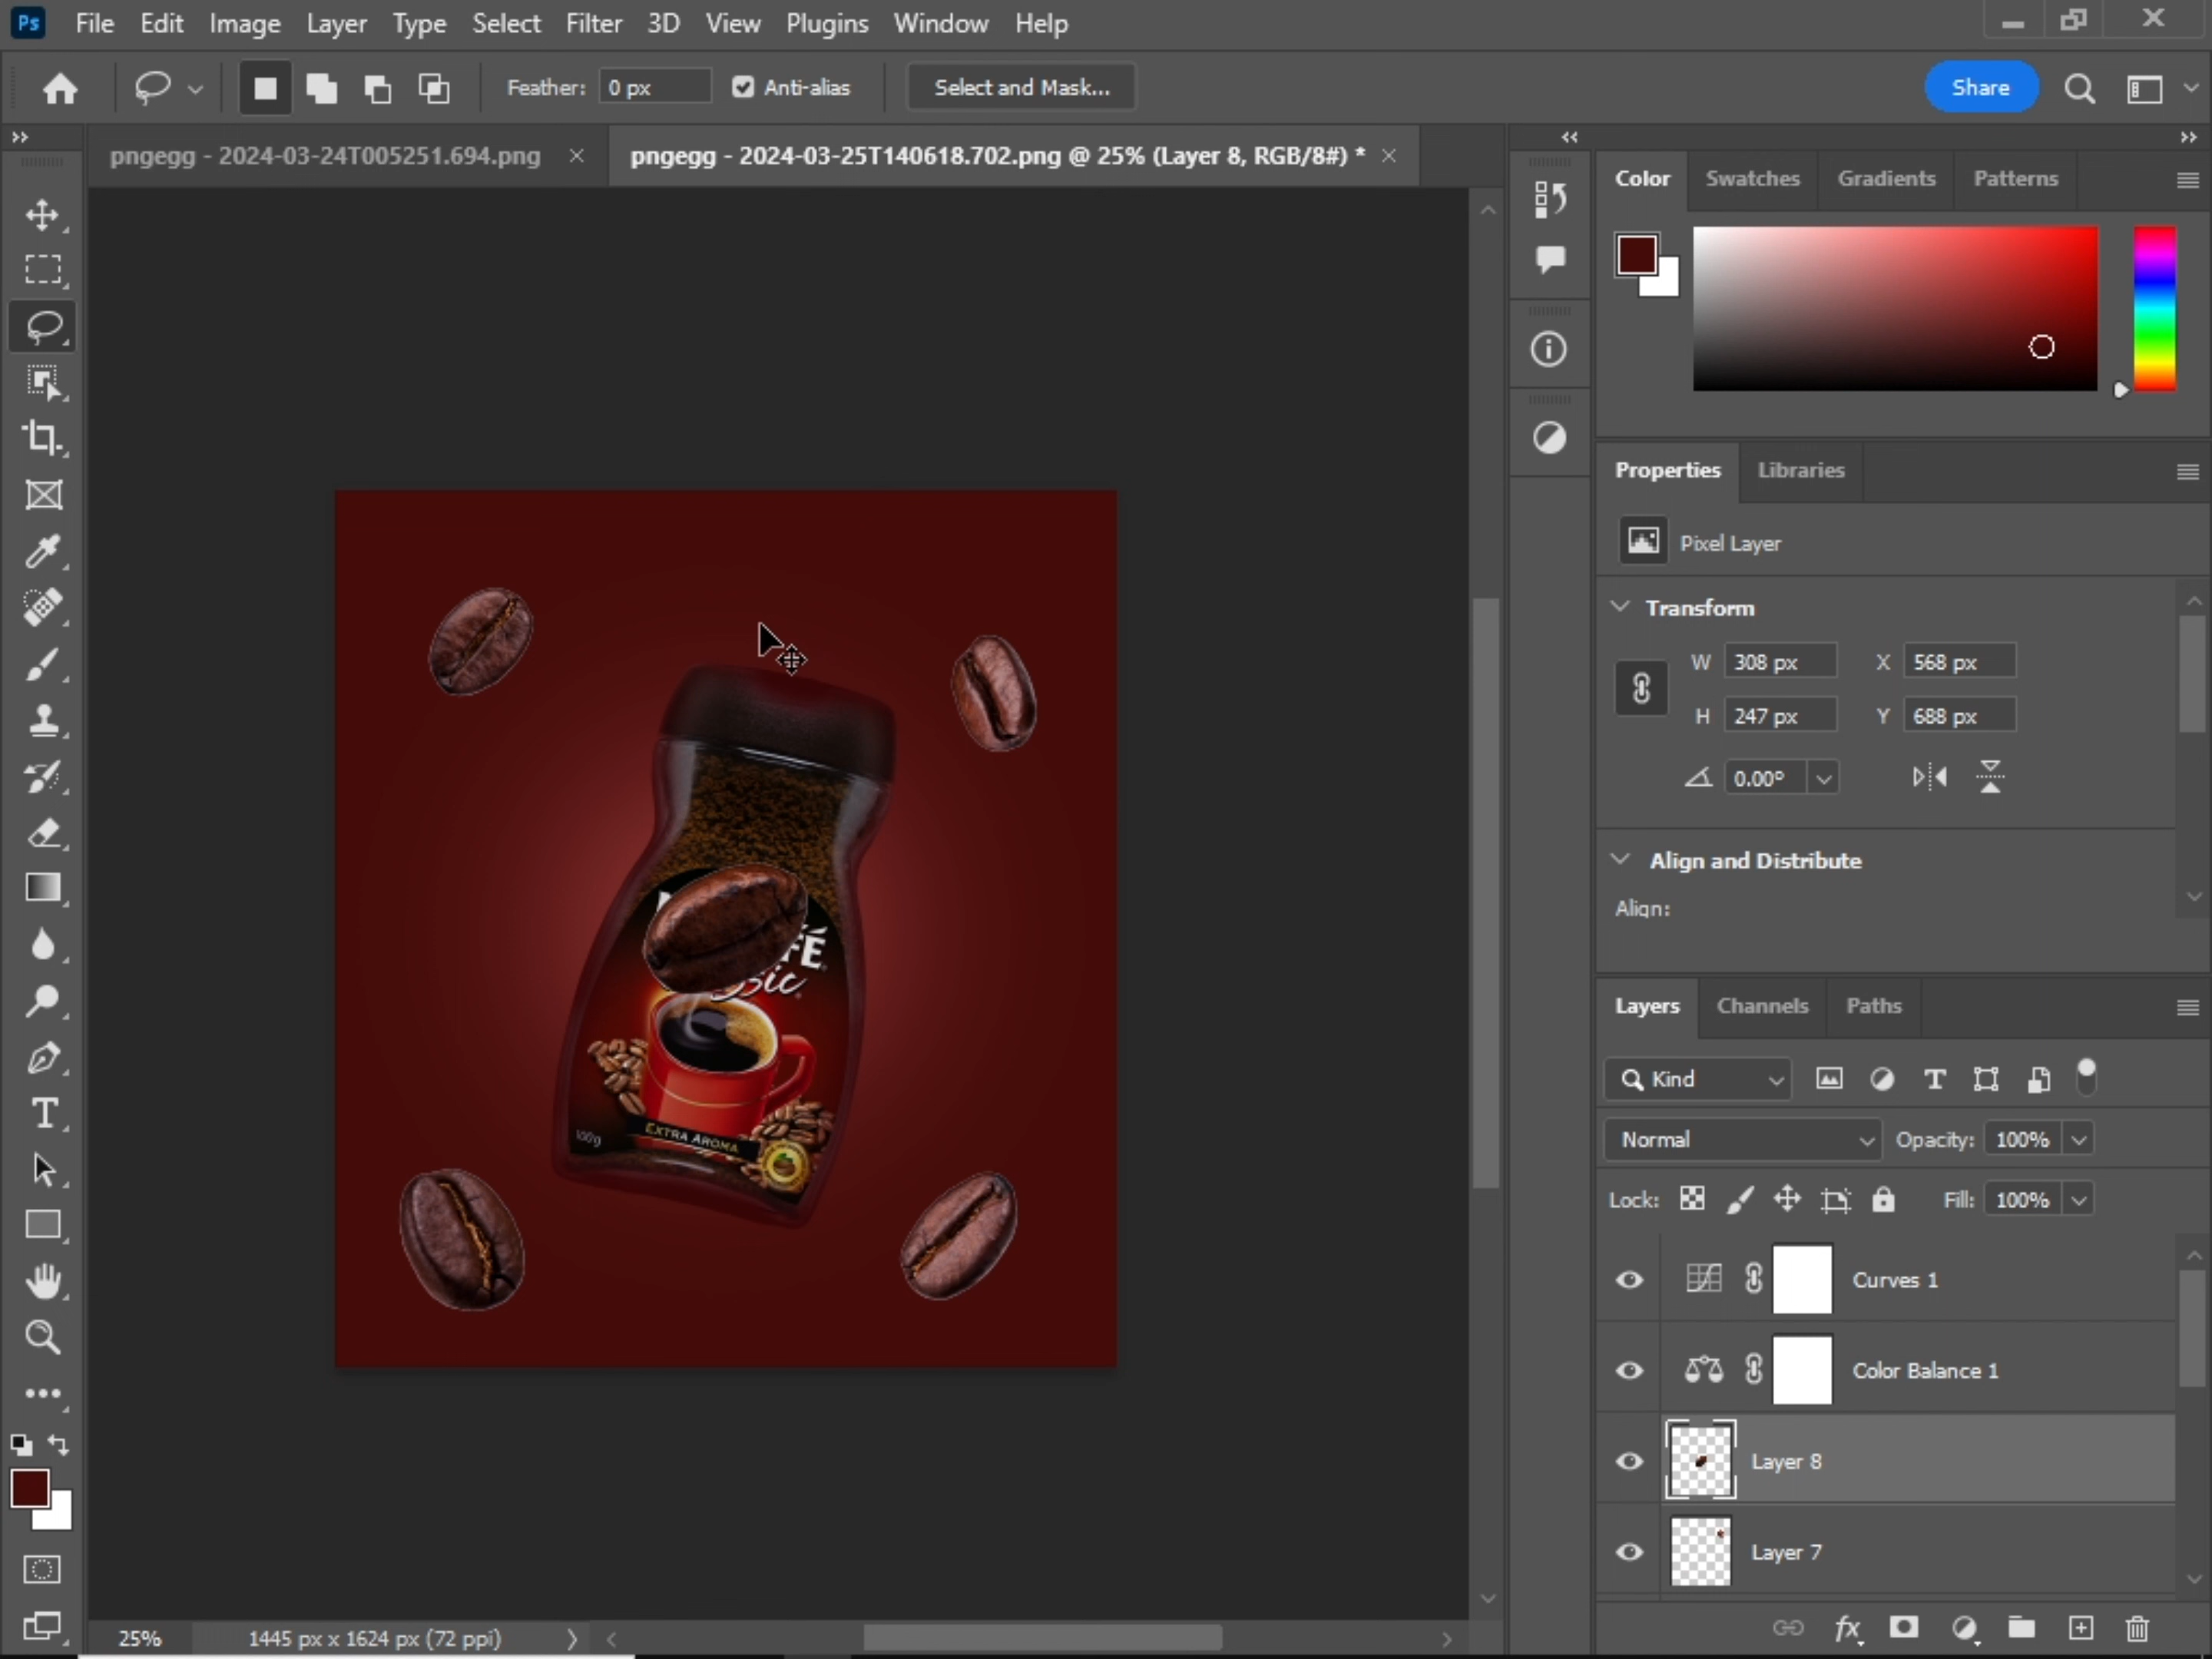 Ps File Edit Image Layer Type Select Filter 3D View Plugins Window Help
Feather: 0 px Anti-alias Select and Mask... Share
pngegg - 2024-03-24T005251.694.png × pngegg - 2024-03-25T140618.702.png @ 25% (Layer 8, RGB/8#) * ×
Color Swatches Gradients Patterns
Properties Libraries
Pixel Layer
Transform
W 308 px X 568 px
H 247 px Y 688 px
0.00°
Align and Distribute
Align:
FÉ
sic
100g
EXTRA AROMA
Layers Channels Paths
Kind
Normal Opacity: 100%
Lock: Fill: 100%
Curves 1
Color Balance 1
Layer 8
Layer 7
25% 1445 px x 1624 px (72 ppi)